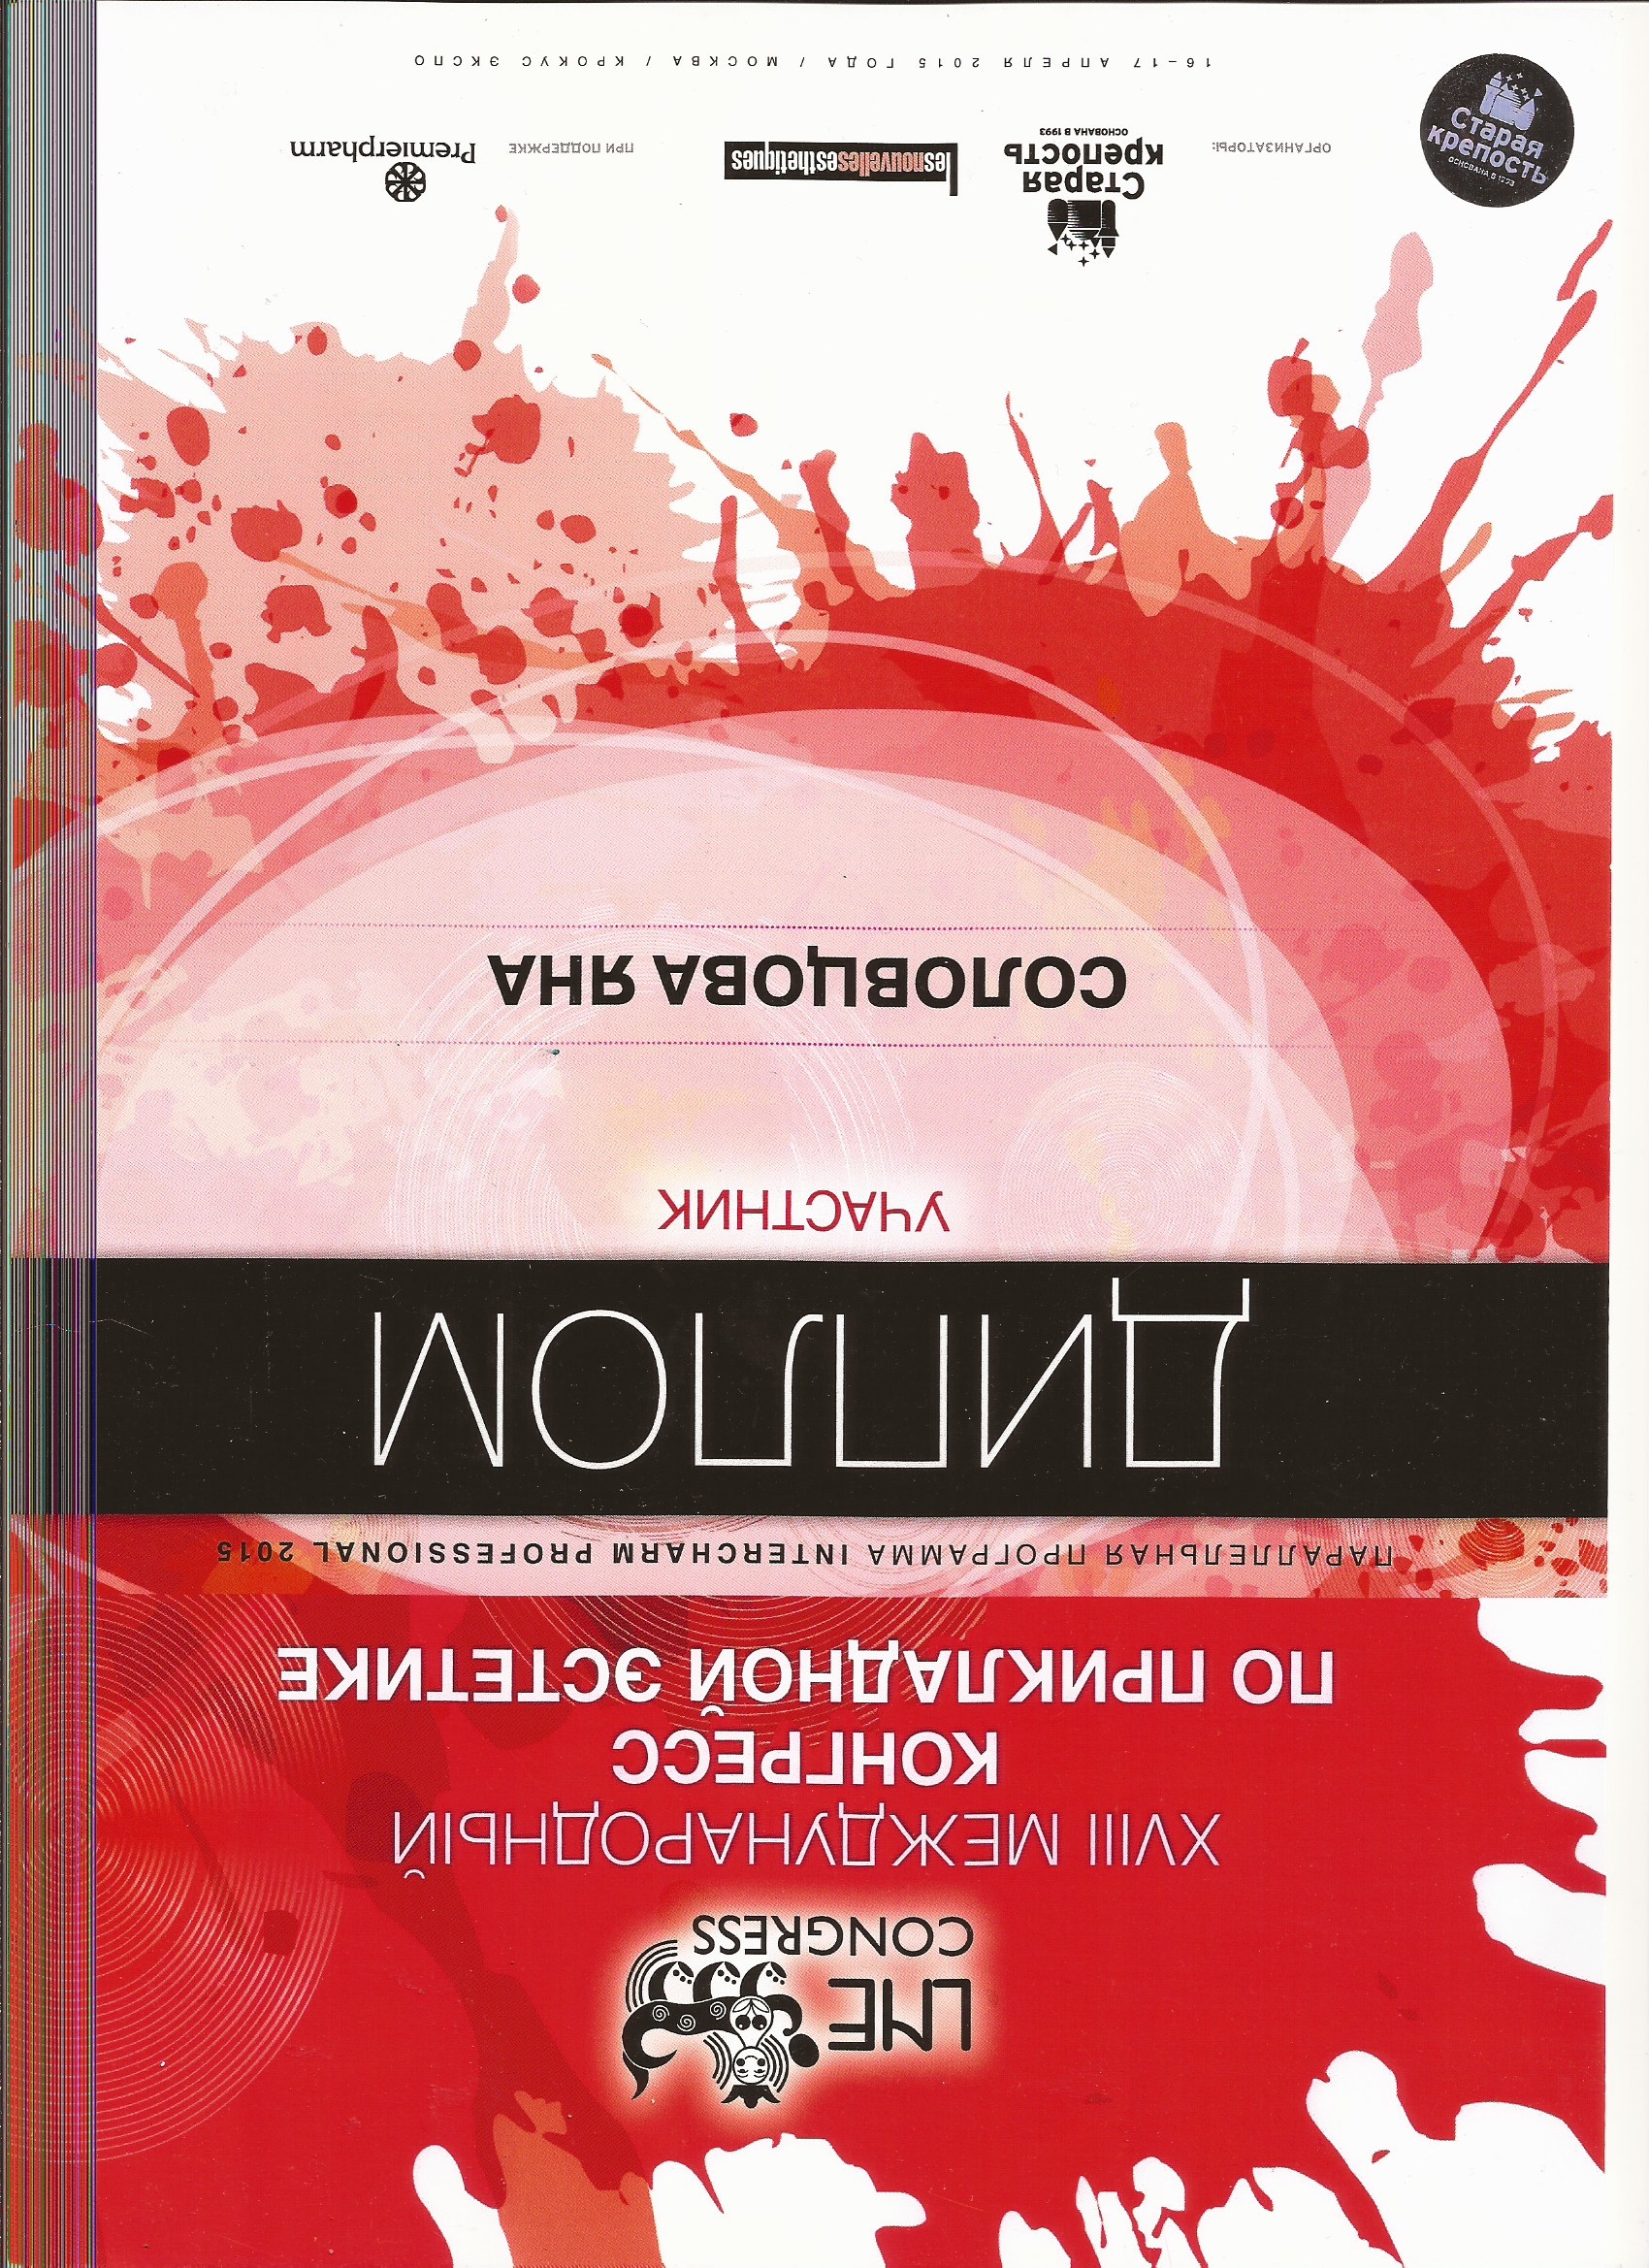 LNE
CONGRESS
XVIII МЕЖДУНАРОДНЫЙ
КОНГРЕСС
ПО ПРИКЛАДНОЙ ЭСТЕТИКЕ
ПАРАЛЛЕЛЬНАЯ ПРОГРАММА INTERCHARM PROFESSIONAL 2015
ДИПЛОМ
УЧАСТНИК
СОЛОВЦОВА ЯНА
ОРГАНИЗАТОРЫ:
Старая
крепость
ОСНОВАНА В 1993
lesnouvellesesthetiques
ПРИ ПОДДЕРЖКЕ
Premierpharm
Старая
крепость
ОСНОВАНА В 1993
16–17 АПРЕЛЯ 2015 ГОДА / МОСКВА / КРОКУС ЭКСПО